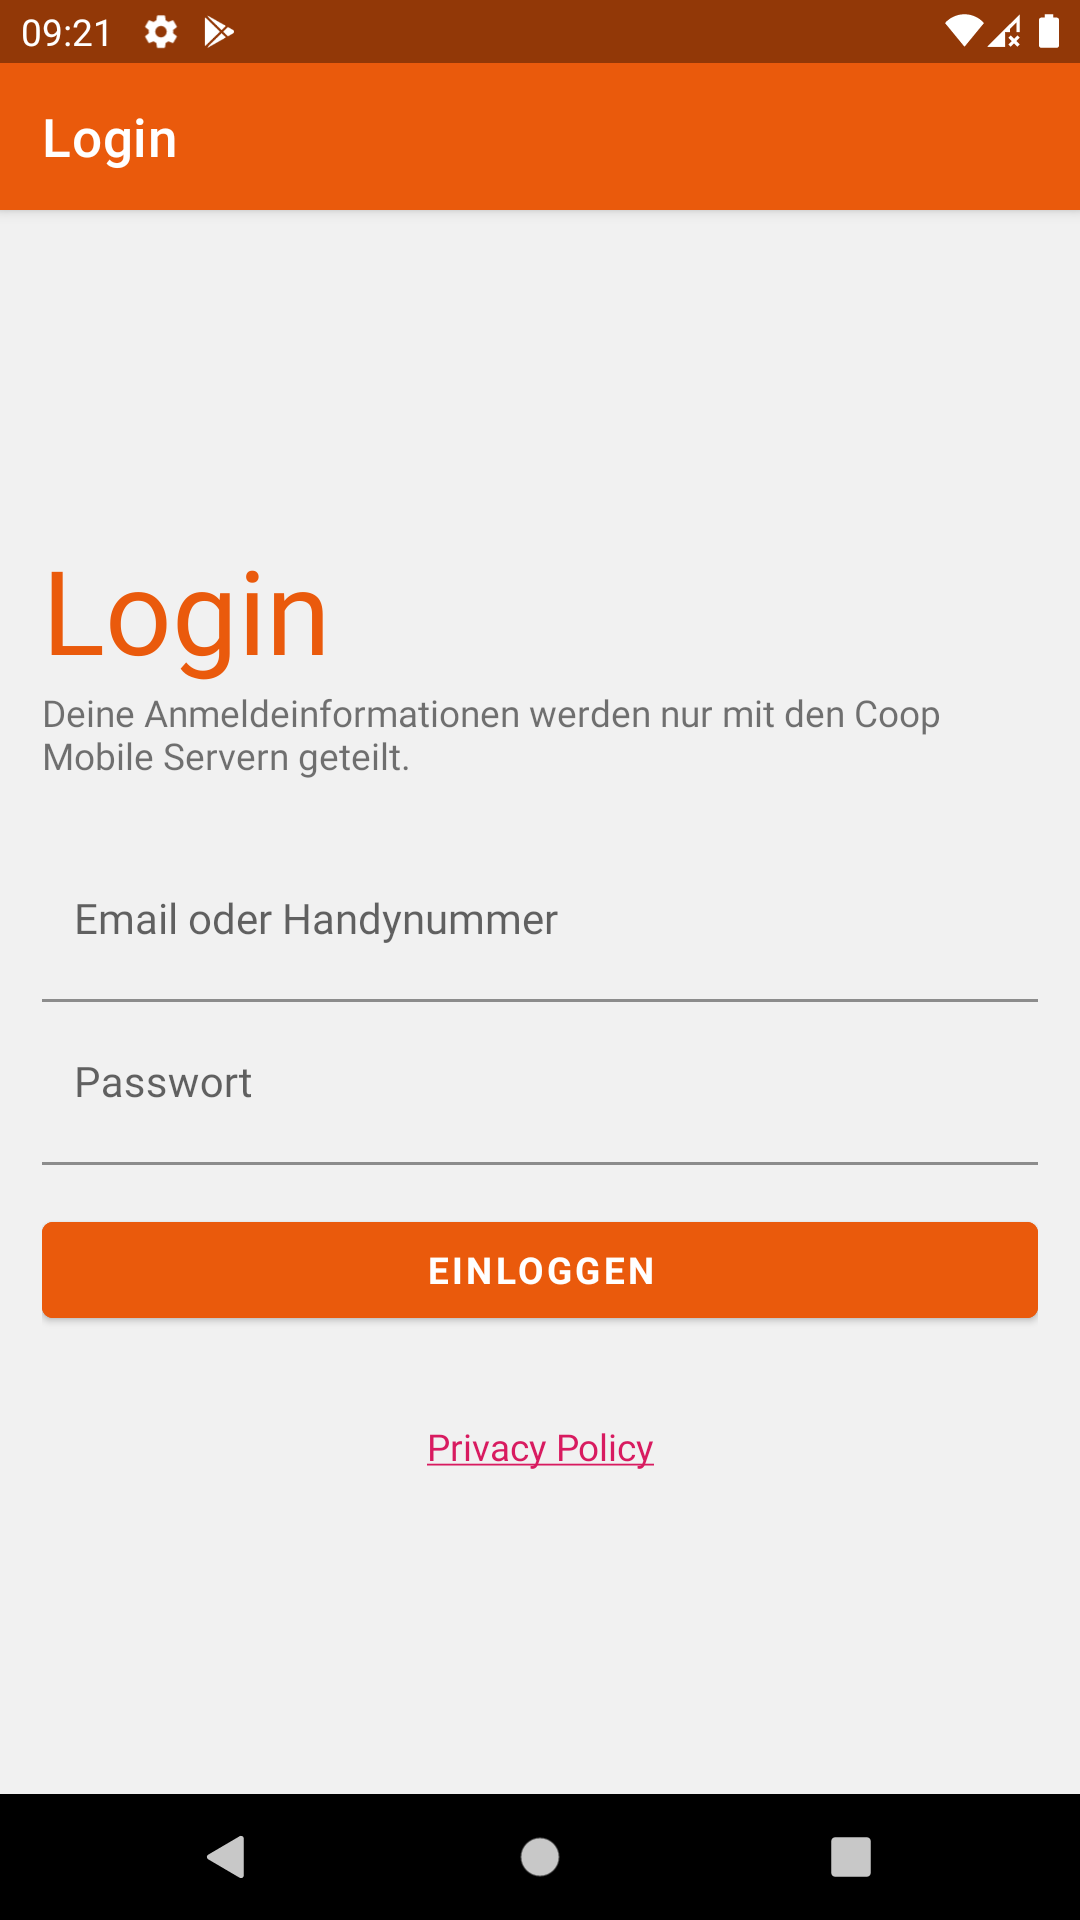 09:21
Login
Login
Deine Anmeldeinformationen werden nur mit den Coop
Mobile Servern geteilt.
Email oder Handynummer
Passwort
EINLOGGEN
Privacy Policy